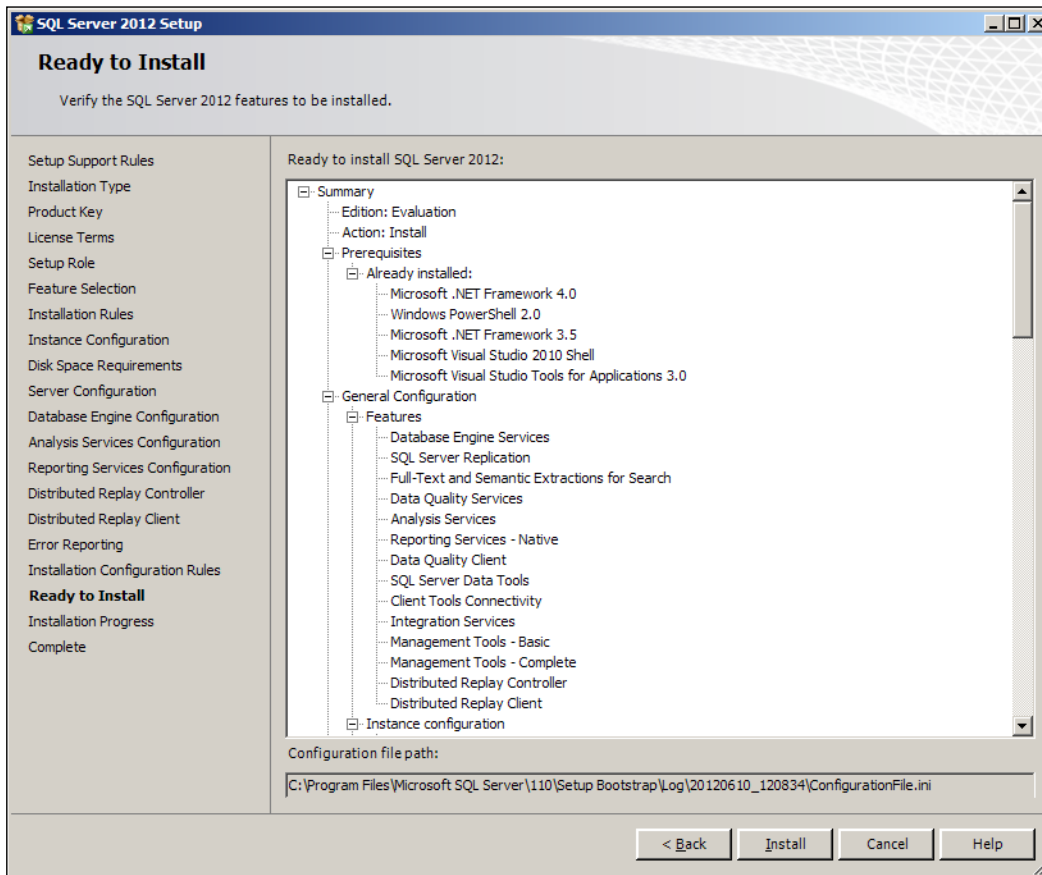 SQL Server 2012 Setup
Ready to Install
Verify the SQL Server 2012 features to be installed.
Setup Support Rules
Installation Type
Product Key
License Terms
Setup Role
Feature Selection
Installation Rules
Instance Configuration
Disk Space Requirements
Server Configuration
Database Engine Configuration
Analysis Services Configuration
Reporting Services Configuration
Distributed Replay Controller
Distributed Replay Client
Error Reporting
Installation Configuration Rules
Ready to Install
Installation Progress
Complete
Ready to install SQL Server 2012:
Summary
Edition: Evaluation
Action: Install
Prerequisites
Already installed:
Microsoft .NET Framework 4.0
Windows PowerShell 2.0
Microsoft .NET Framework 3.5
Microsoft Visual Studio 2010 Shell
Microsoft Visual Studio Tools for Applications 3.0
General Configuration
Features
Database Engine Services
SQL Server Replication
Full-Text and Semantic Extractions for Search
Data Quality Services
Analysis Services
Reporting Services - Native
Data Quality Client
SQL Server Data Tools
Client Tools Connectivity
Integration Services
Management Tools - Basic
Management Tools - Complete
Distributed Replay Controller
Distributed Replay Client
Instance configuration
Configuration file path:
C:\Program Files\Microsoft SQL Server\110\Setup Bootstrap\Log\20120610_120834\ConfigurationFile.ini
< Back
Install
Cancel
Help